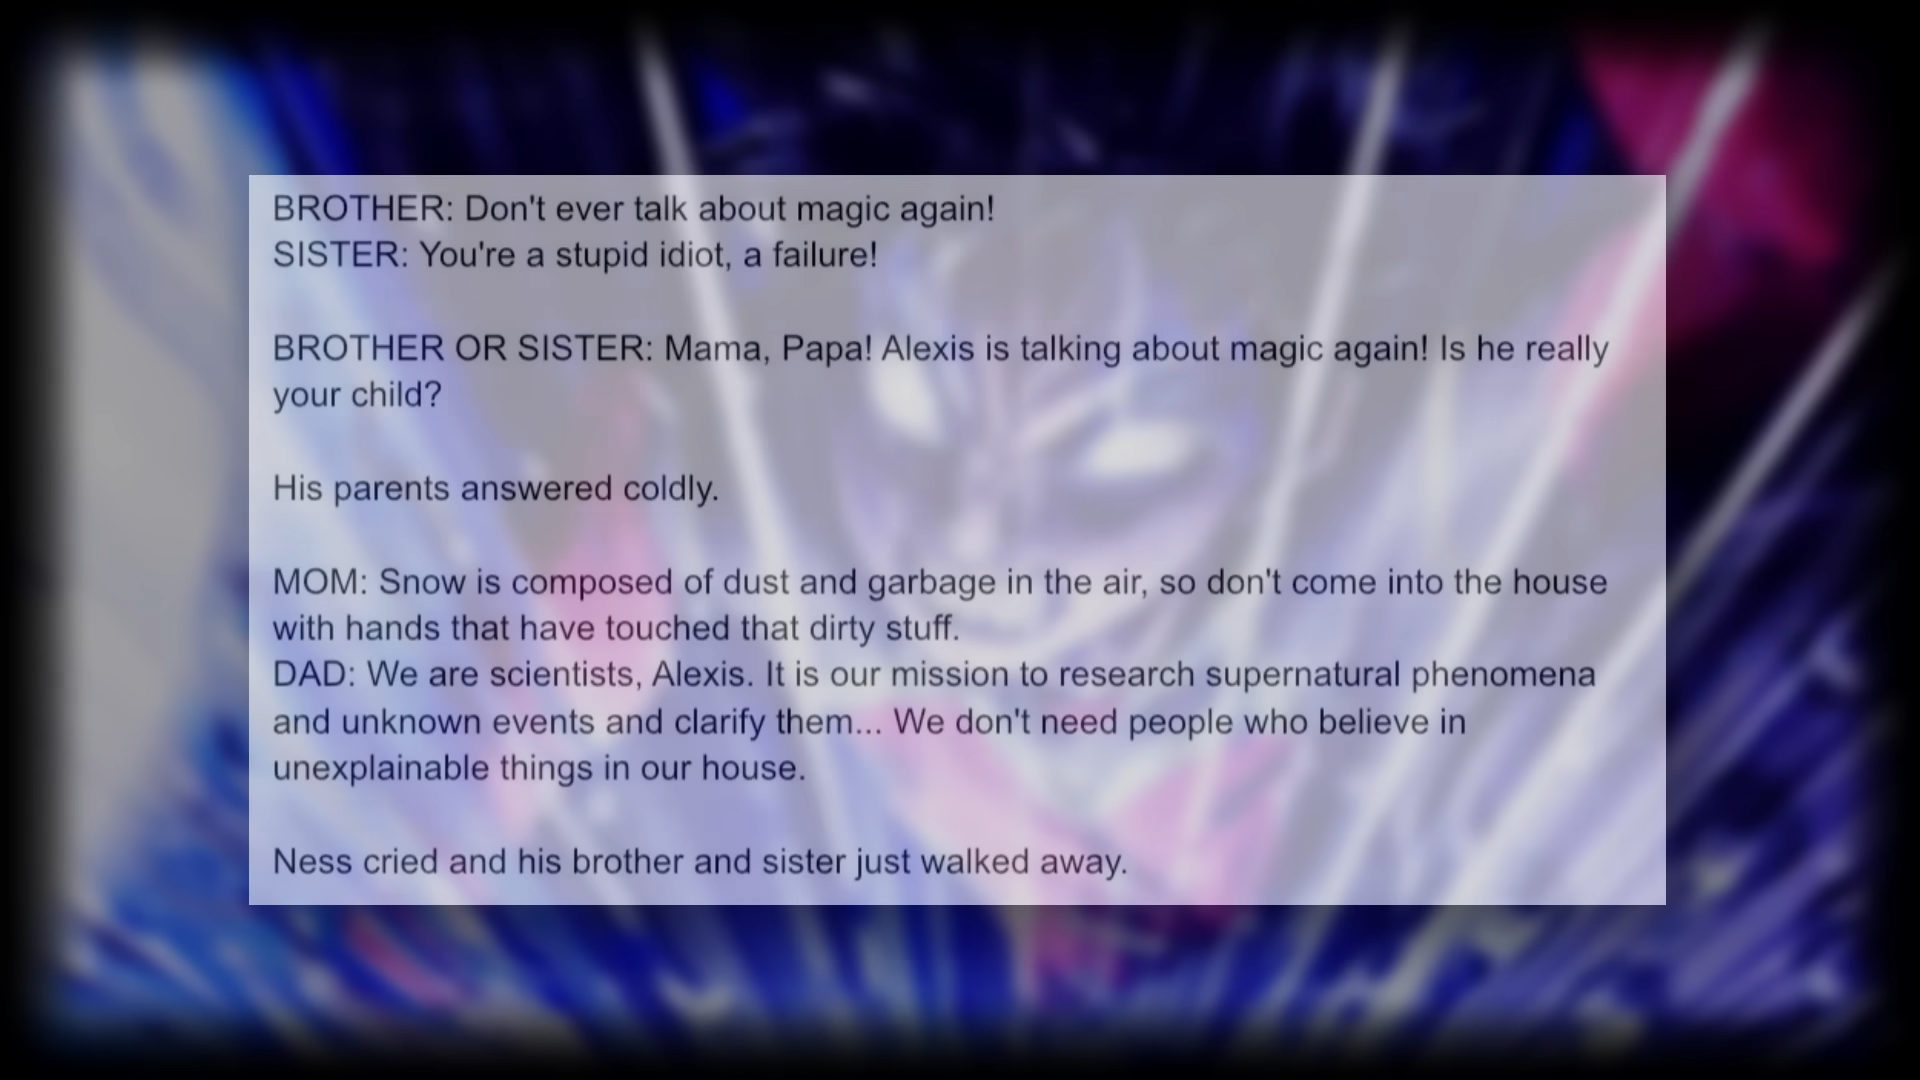 BROTHER: Don't ever talk about magic again!
SISTER: You're a stupid idiot, a failure!
BROTHER OR SISTER: Mama, Papa! Alexis is talking about magic again! Is he really
your child?
His parents answered coldly.
MOM: Snow is composed of dust and garbage in the air, so don't come into the house
with hands that have touched that dirty stuff.
DAD: We are scientists, Alexis. It is our mission to research supernatural phenomena
and unknown events and clarify them... We don't need people who believe in
unexplainable things in our house.
Ness cried and his brother and sister just walked away.